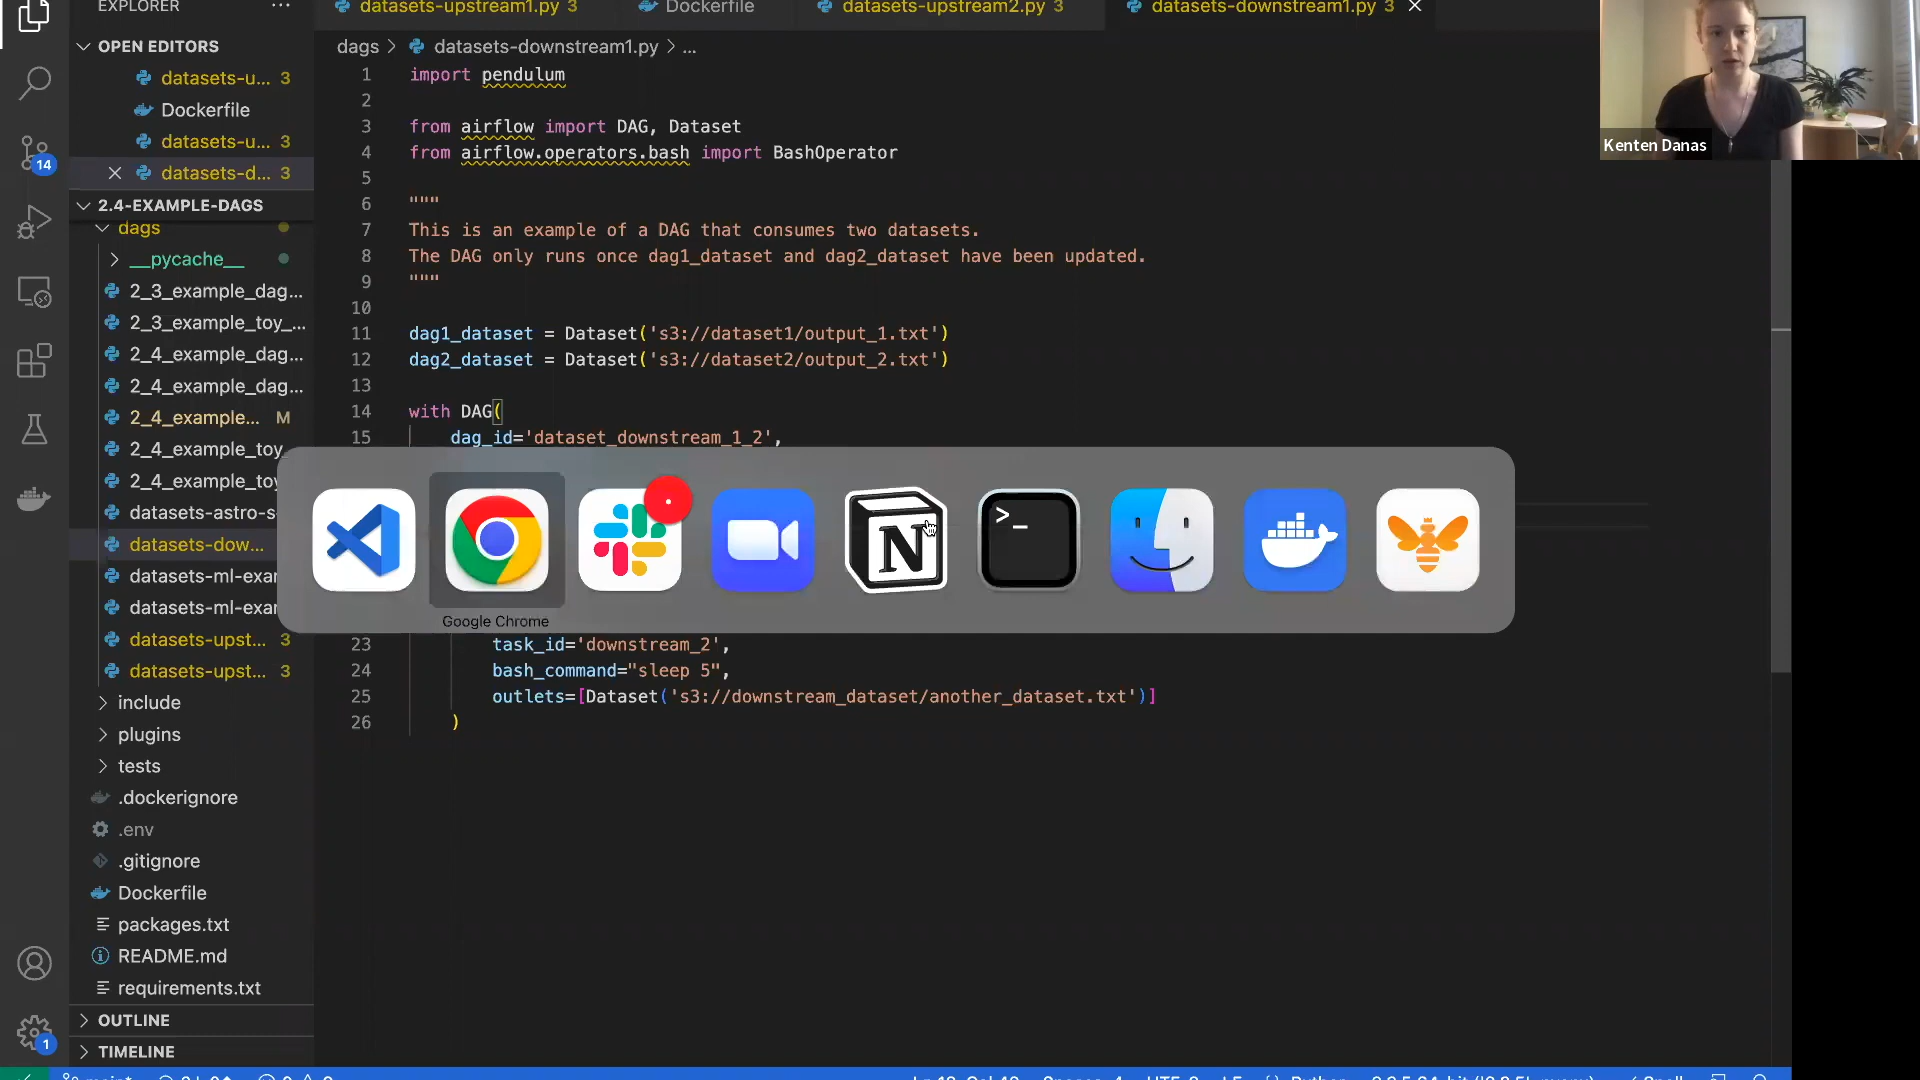 EXPLORER
···
datasets-upstream1.py 3
Dockerfile
datasets-upstream2.py 3
datasets-downstream1.py 3
OPEN EDITORS
datasets-u... 3
Dockerfile
datasets-u... 3
datasets-d... 3
2.4-EXAMPLE-DAGS
dags
__pycache__
2_3_example_dag...
2_3_example_toy_...
2_4_example_dag...
2_4_example_dag...
2_4_example... M
2_4_example_toy_
2_4_example_toy
datasets-astro-s
datasets-dow...
datasets-ml-exa
datasets-ml-exa
datasets-upst... 3
datasets-upst... 3
include
plugins
tests
.dockerignore
.env
.gitignore
Dockerfile
packages.txt
README.md
requirements.txt
OUTLINE
TIMELINE
14
1
dags > datasets-downstream1.py > ...
1 import pendulum
2
3 from airflow import DAG, Dataset
4 from airflow.operators.bash import BashOperator
5
6 """
7 This is an example of a DAG that consumes two datasets.
8 The DAG only runs once dag1_dataset and dag2_dataset have been updated.
9 """
10
11 dag1_dataset = Dataset('s3://dataset1/output_1.txt')
12 dag2_dataset = Dataset('s3://dataset2/output_2.txt')
13
14 with DAG(
15 dag_id='dataset_downstream_1_2',
>_
N
Google Chrome
23 task_id='downstream_2',
24 bash_command="sleep 5",
25 outlets=[Dataset('s3://downstream_dataset/another_dataset.txt')]
26 )
Kenten Danas